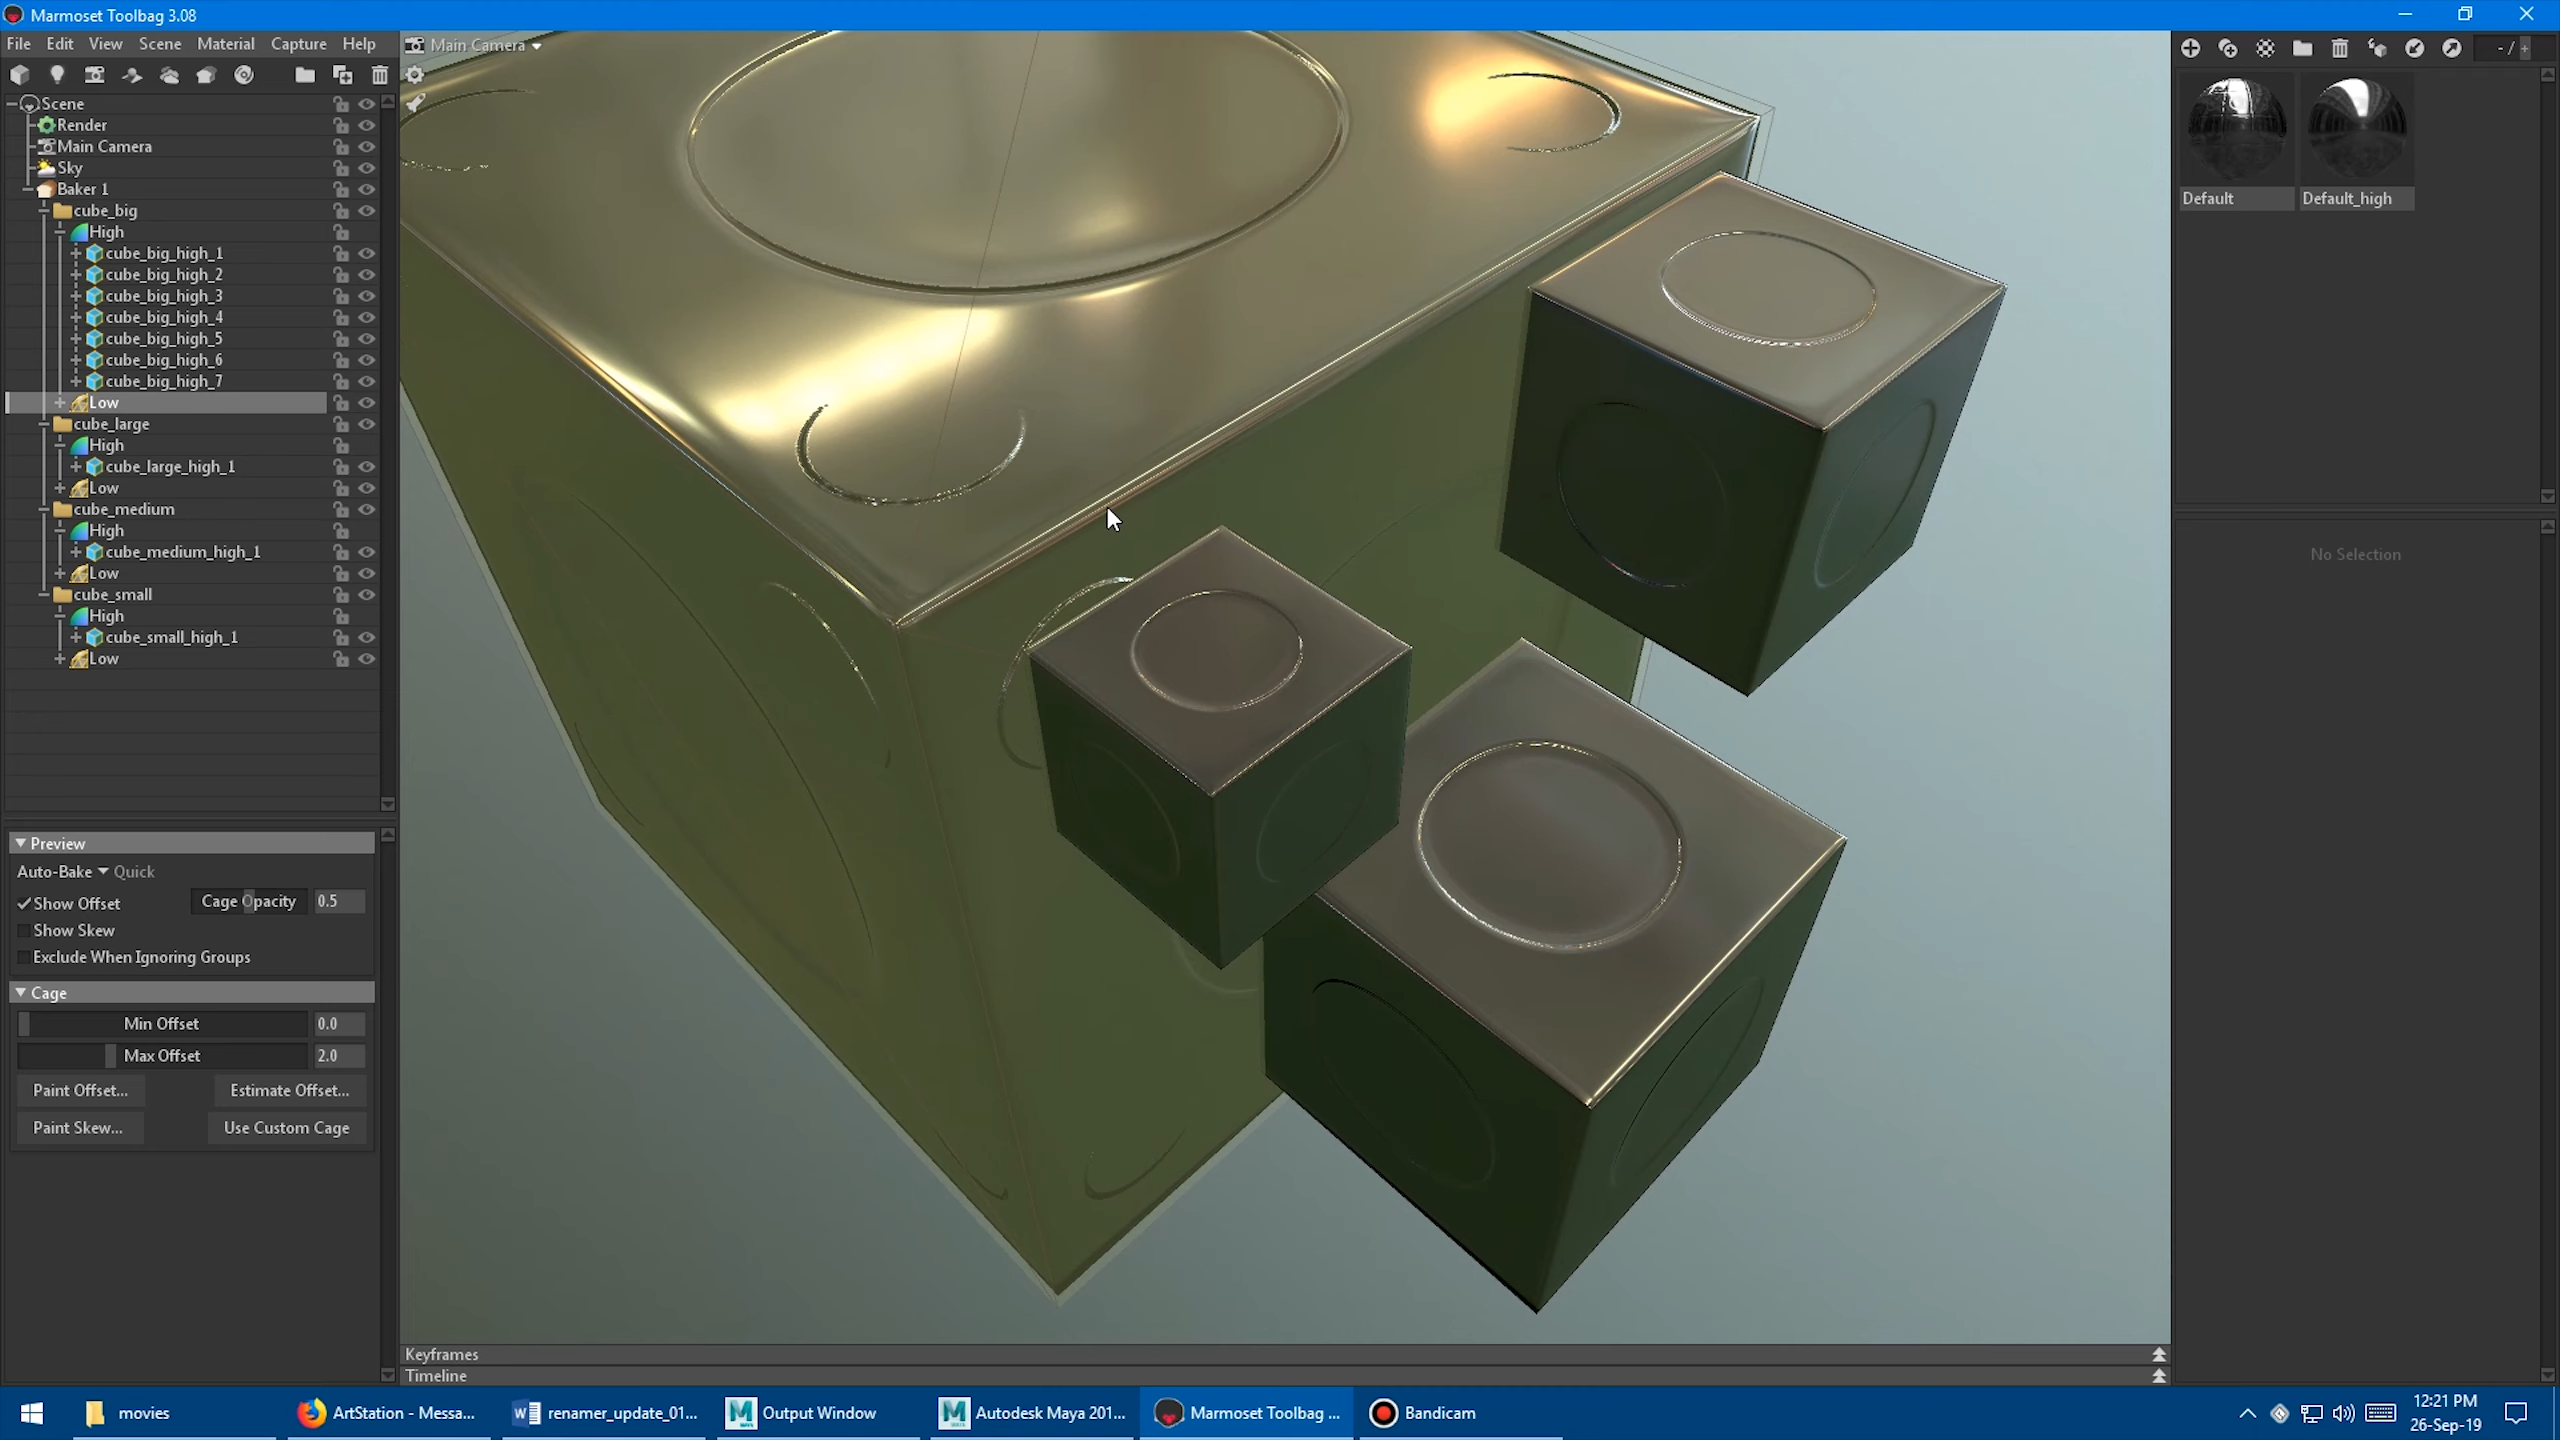 Marmoset Toolbag 3.08
File Edit View Scene Material Capture Help
Main Camera
- / +
Scene
Render
Main Camera
Sky
Baker 1
cube_big
High
cube_big_high_1
cube_big_high_2
cube_big_high_3
cube_big_high_4
cube_big_high_5
cube_big_high_6
cube_big_high_7
Low
cube_large
High
cube_large_high_1
Low
cube_medium
High
cube_medium_high_1
Low
cube_small
High
cube_small_high_1
Low
Default Default_high
No Selection
Preview
Auto-Bake Quick
Show Offset Cage Opacity 0.5
Show Skew
Exclude When Ignoring Groups
Cage
Min Offset 0.0
Max Offset 2.0
Paint Offset... Estimate Offset...
Paint Skew... Use Custom Cage
Keyframes
Timeline
movies ArtStation - Messa... renamer_update_01... Output Window Autodesk Maya 201... Marmoset Toolbag ... Bandicam
12:21 PM
26-Sep-19